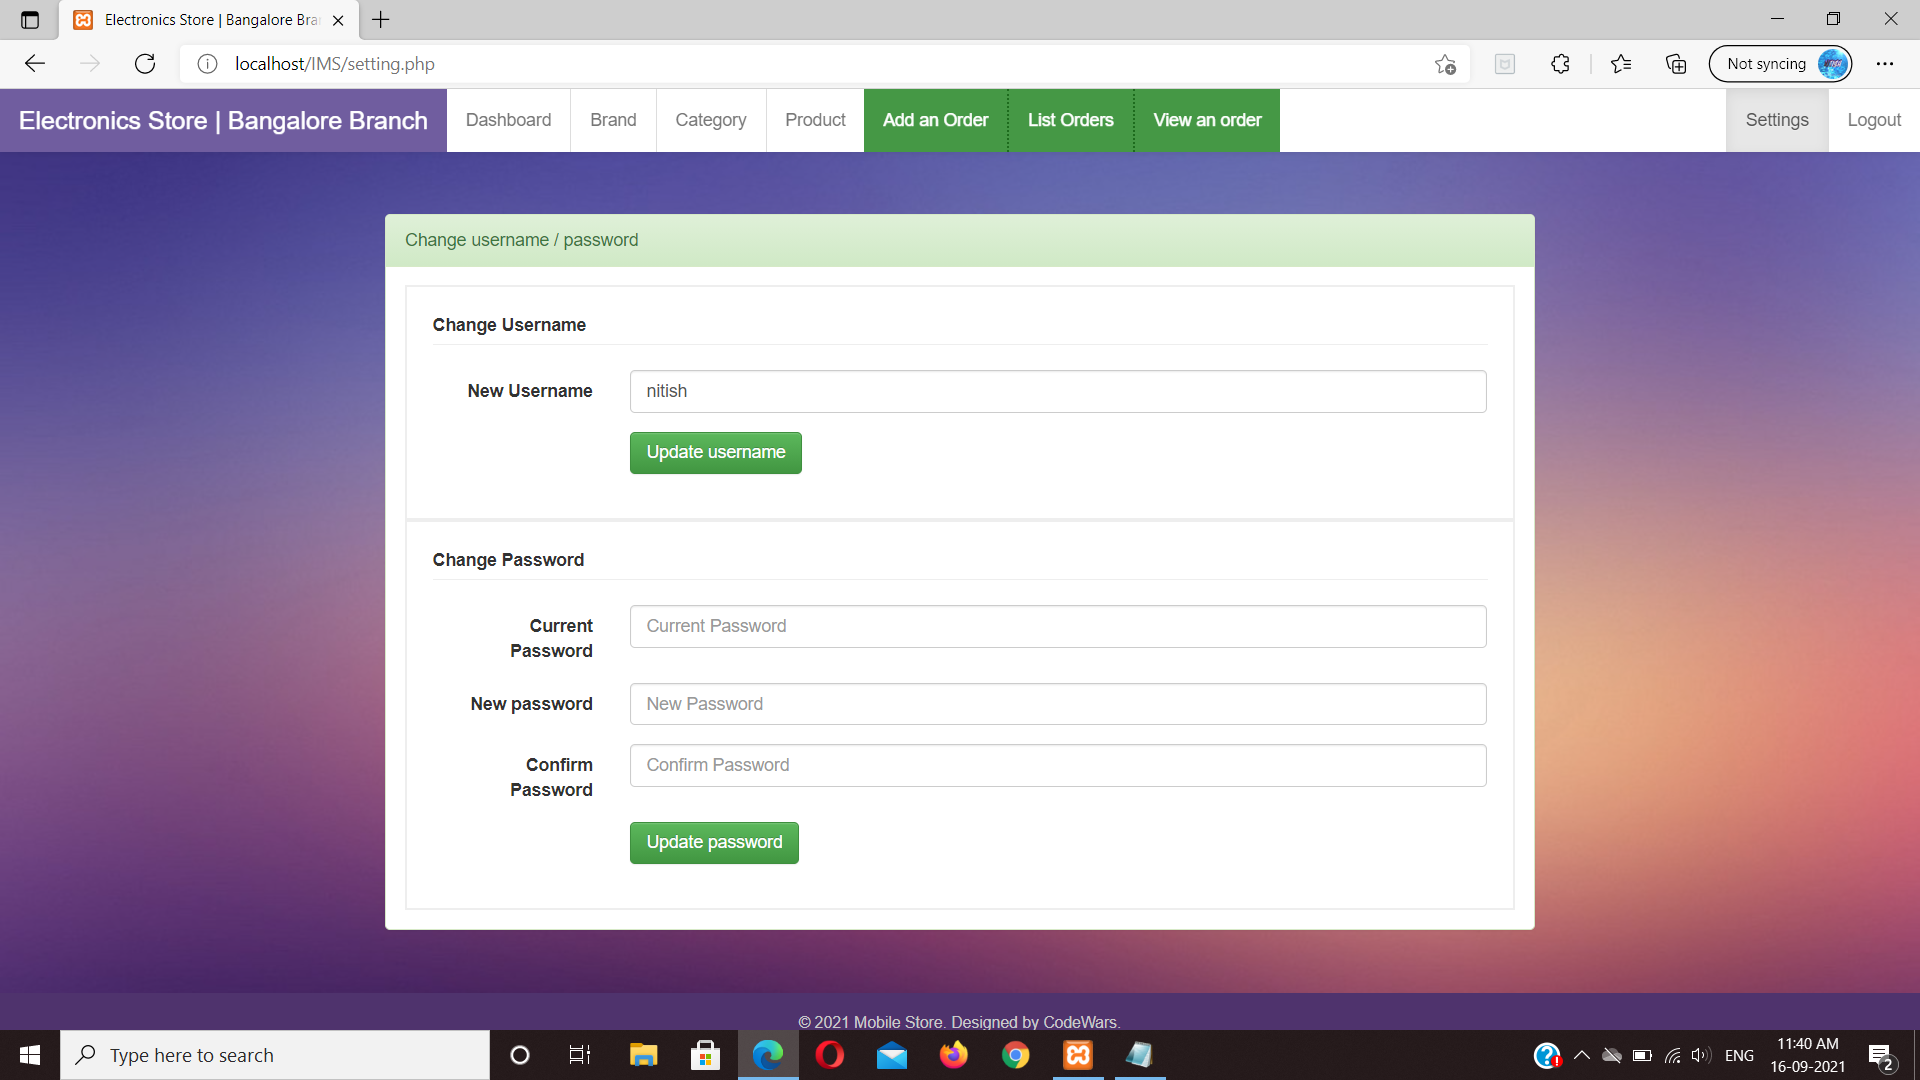 Electronics Store | Bangalore Bra
localhost/IMS/setting.php
Not syncing
Electronics Store | Bangalore Branch
Dashboard
Brand
Category
Product
Add an Order
List Orders
View an order
Settings
Logout
Change username / password
Change Username
New Username
nitish
Update username
Change Password
Current
Password
Current Password
New password
New Password
Confirm
Password
Confirm Password
Update password
© 2021 Mobile Store. Designed by CodeWars.
Type here to search
ENG
11:40 AM
16-09-2021
2